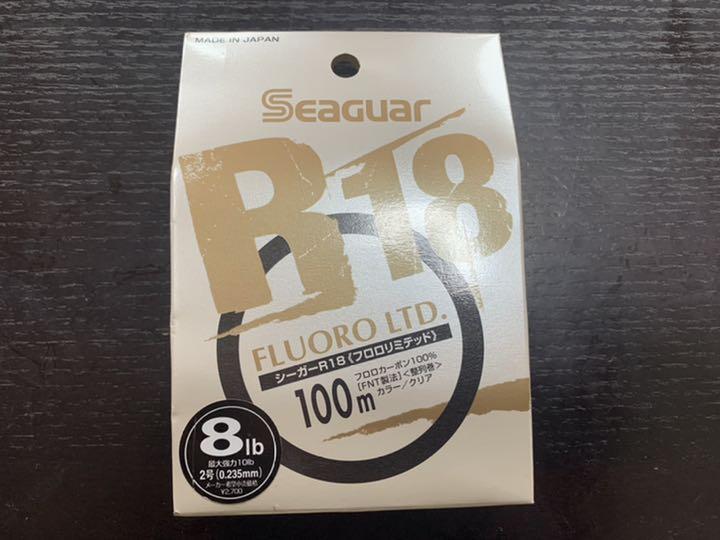 MADE IN JAPAN
SEAGUAR
R18
FLUORO LTD.
シーガーR18《フロロリミテッド》
フロロカーボン100%
[FNT製法]<整列巻>
カラー/クリア
100m
8lb
最大強力10lb
2号(0.235mm)
メーカー希望小売価格
¥2,700